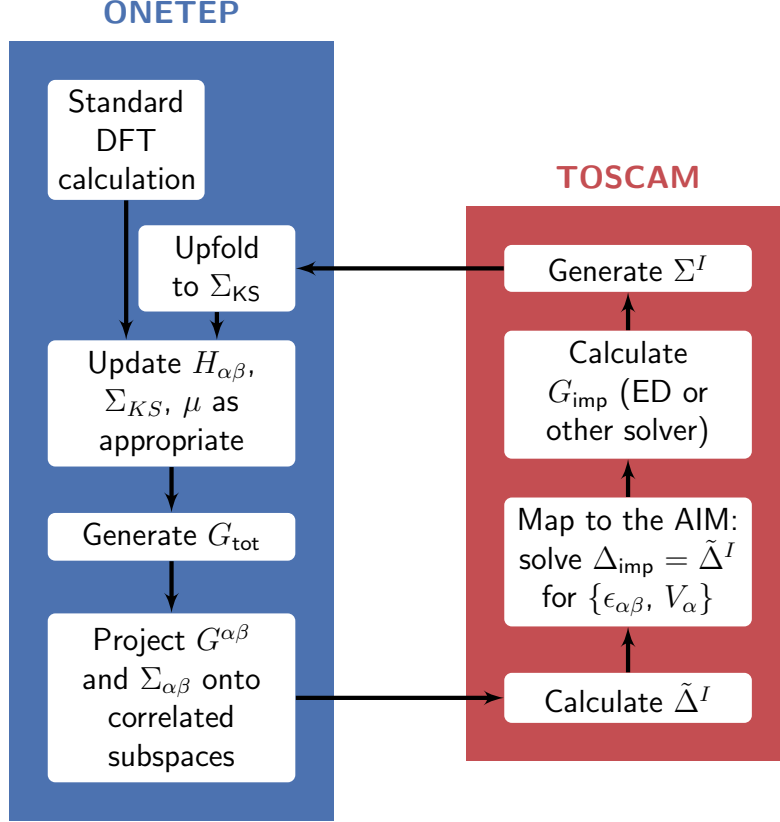 ONETEP
Standard
DFT
calculation
Upfold
to Σ_KS
Update H_αβ,
Σ_KS, μ as
appropriate
Generate G_tot
Project G^αβ
and Σ_αβ onto
correlated
subspaces
TOSCAM
Generate Σ^I
Calculate
G_imp (ED or
other solver)
Map to the AIM:
solve Δ_imp = Δ̃^I
for {ϵ_αβ, V_α}
Calculate Δ̃^I